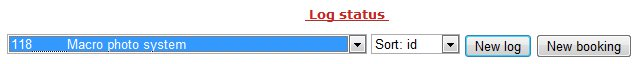 Log status
118........Macro photo system Sort: id New log New booking